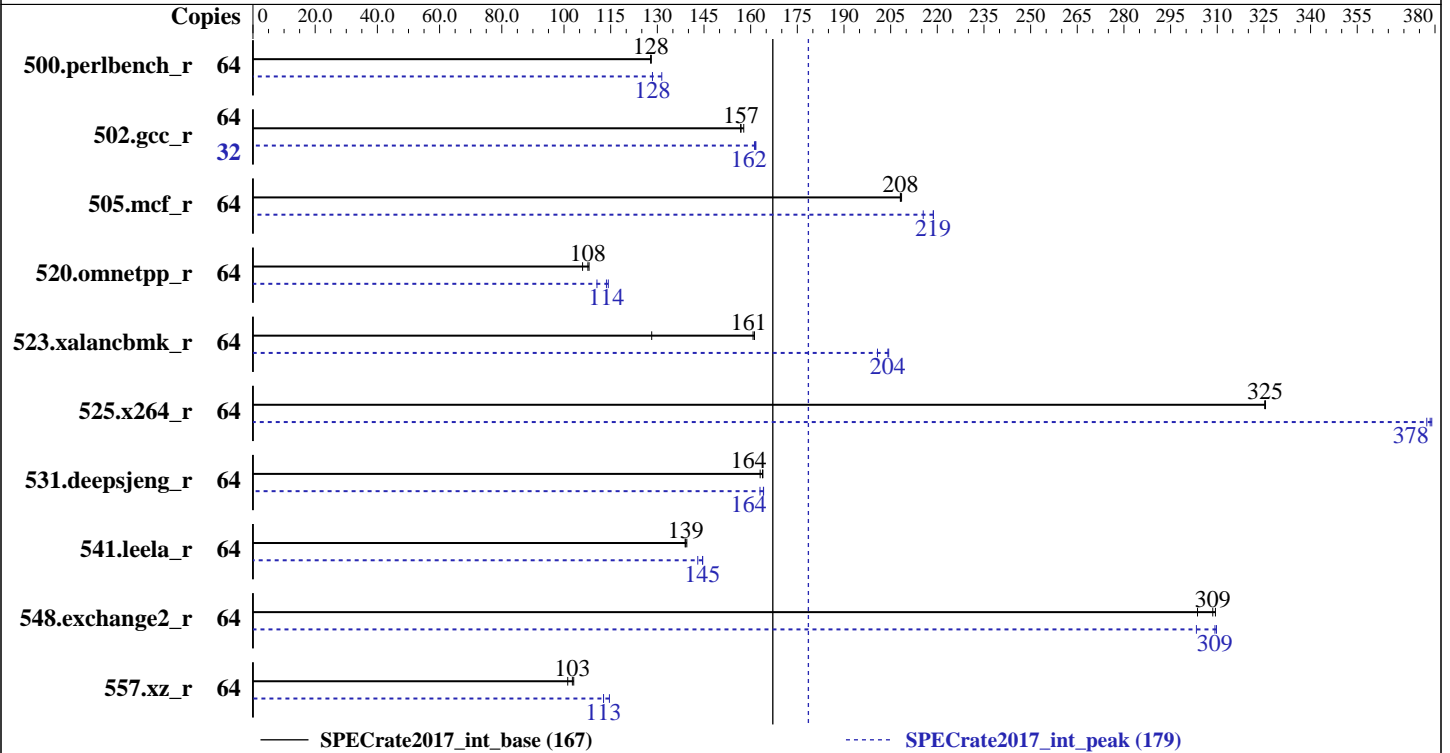 Copies 0 20.0 40.0 60.0 80.0 100 115 130 145 160 175 190 205 220 235 250 265 280 295 310 325 340 355 380
128
500.perlbench_r 64
128
64
157
502.gcc_r
32
162
208
505.mcf_r 64
219
108
520.omnetpp_r 64
114
161
523.xalancbmk_r 64
204
325
525.x264_r 64
378
164
531.deepsjeng_r 64
164
139
541.leela_r 64
145
309
548.exchange2_r 64
309
103
557.xz_r 64
113
SPECrate2017_int_base (167) SPECrate2017_int_peak (179)